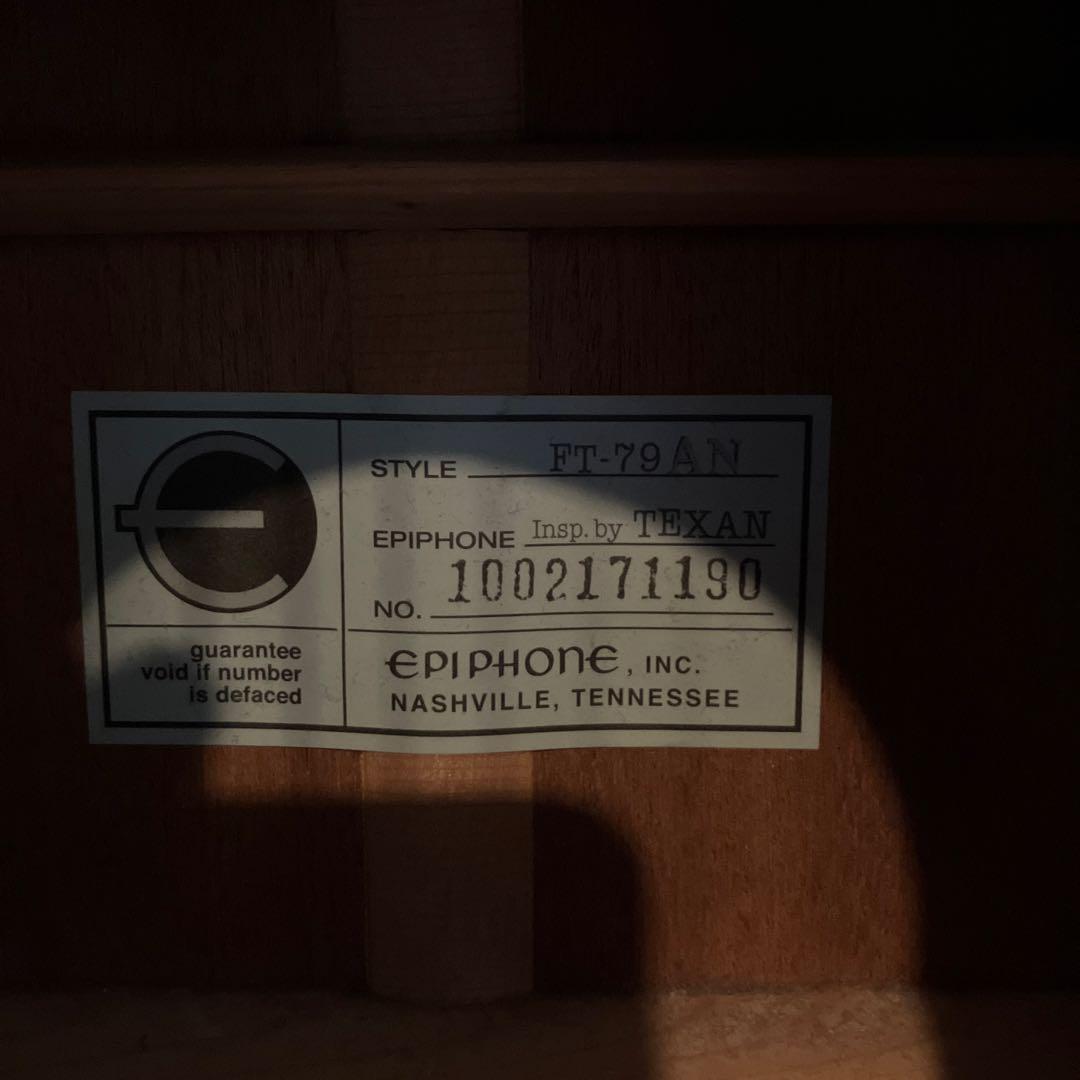 STYLE FT-79AN
EPIPHONE Insp. by TEXAN
NO. 1002171190
guarantee
void if number
is defaced
EPIPHONE, INC.
NASHVILLE, TENNESSEE